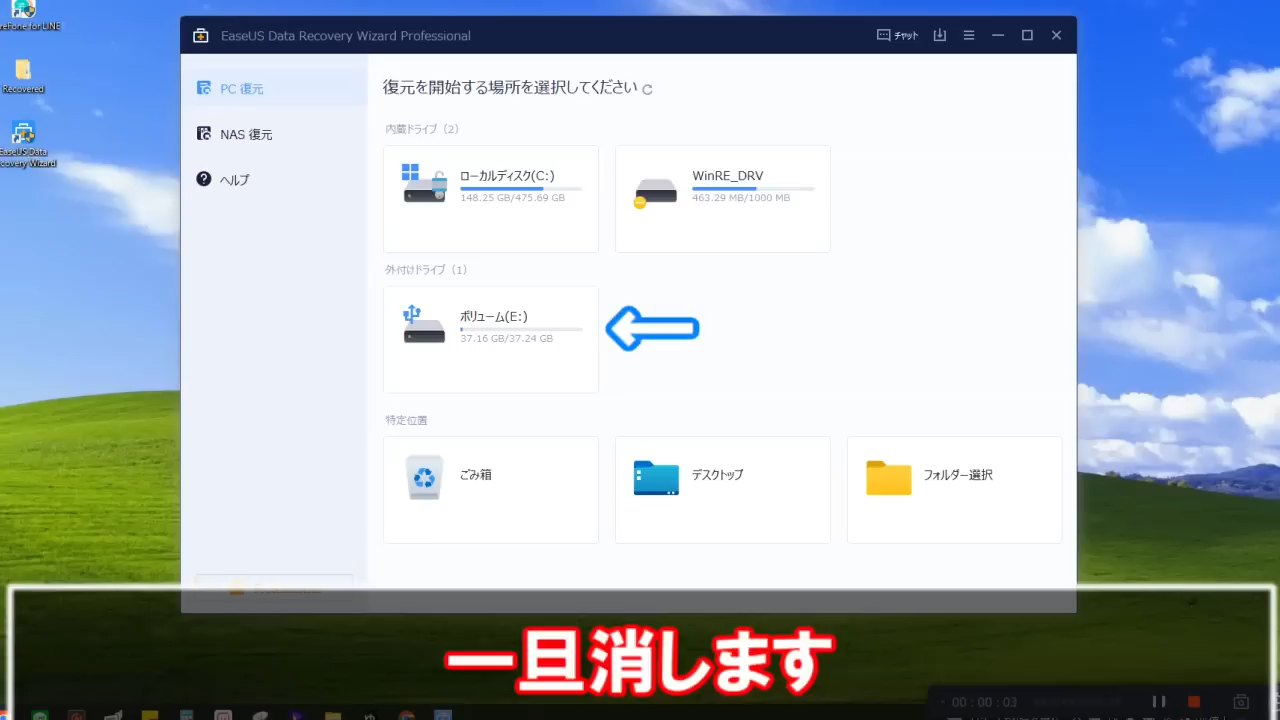 reFone for LINE
Recovered
EaseUS Data
covery Wizard
EaseUS Data Recovery Wizard Professional
チャット
PC 復元
NAS 復元
ヘルプ
復元を開始する場所を選択してください
内蔵ドライブ（2）
ローカルディスク(C:)
148.25 GB/475.69 GB
WinRE_DRV
463.29 MB/1000 MB
外付けドライブ（1）
ボリューム(E:)
37.16 GB/37.24 GB
特定位置
ごみ箱
デスクトップ
フォルダー選択
一旦消します
00:00:03